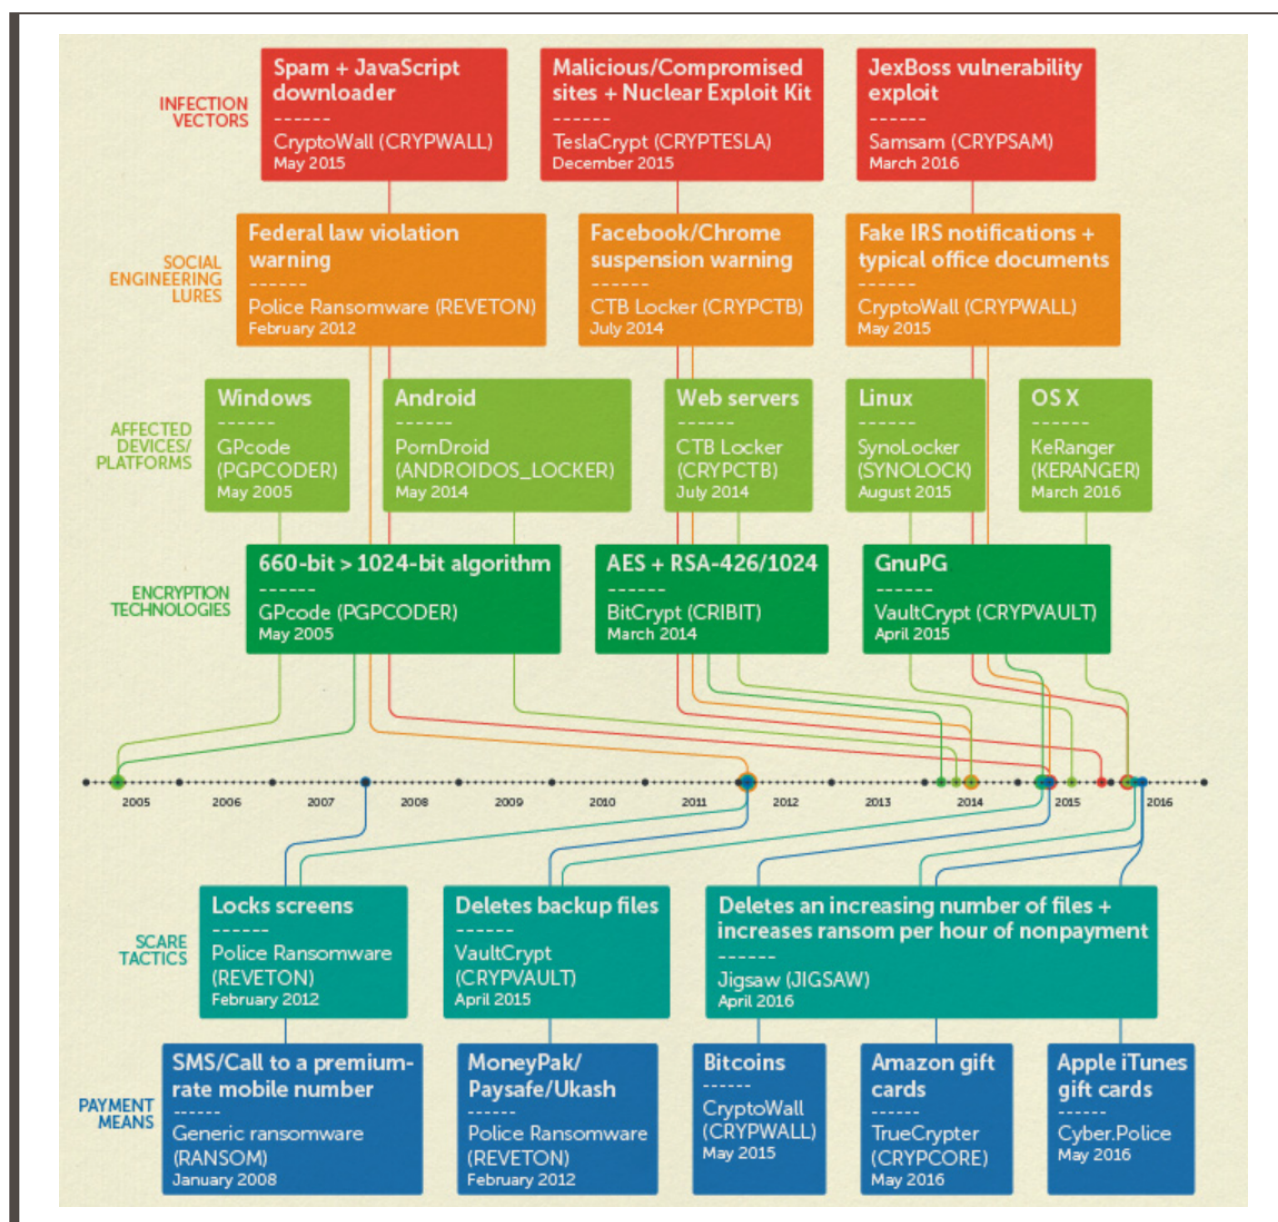 INFECTION
VECTORS
Spam + JavaScript
downloader
------
CryptoWall (CRYPWALL)
May 2015
Malicious/Compromised
sites + Nuclear Exploit Kit
------
TeslaCrypt (CRYPTESLA)
December 2015
JexBoss vulnerability
exploit
------
Samsam (CRYPSAM)
March 2016
SOCIAL
ENGINEERING
LURES
Federal law violation
warning
------
Police Ransomware (REVETON)
February 2012
Facebook/Chrome
suspension warning
------
CTB Locker (CRYPCTB)
July 2014
Fake IRS notifications +
typical office documents
------
CryptoWall (CRYPWALL)
May 2015
AFFECTED
DEVICES/
PLATFORMS
Windows
------
GPcode
(PGPCODER)
May 2005
Android
------
PornDroid
(ANDROIDOS_LOCKER)
May 2014
Web servers
------
CTB Locker
(CRYPCTB)
July 2014
Linux
------
SynoLocker
(SYNOLOCK)
August 2015
OS X
------
KeRanger
(KERANGER)
March 2016
ENCRYPTION
TECHNOLOGIES
660-bit > 1024-bit algorithm
------
GPcode (PGPCODER)
May 2005
AES + RSA-426/1024
------
BitCrypt (CRIBIT)
March 2014
GnuPG
------
VaultCrypt (CRYPVAULT)
April 2015
2005
2006
2007
2008
2009
2010
2011
2012
2013
2014
2015
2016
SCARE
TACTICS
Locks screens
------
Police Ransomware
(REVETON)
February 2012
Deletes backup files
------
VaultCrypt
(CRYPVAULT)
April 2015
Deletes an increasing number of files +
increases ransom per hour of nonpayment
------
Jigsaw (JIGSAW)
April 2016
PAYMENT
MEANS
SMS/Call to a premium-
rate mobile number
------
Generic ransomware
(RANSOM)
January 2008
MoneyPak/
Paysafe/Ukash
------
Police Ransomware
(REVETON)
February 2012
Bitcoins
------
CryptoWall
(CRYPWALL)
May 2015
Amazon gift
cards
------
TrueCrypter
(CRYPCORE)
May 2016
Apple iTunes
gift cards
------
Cyber.Police
May 2016